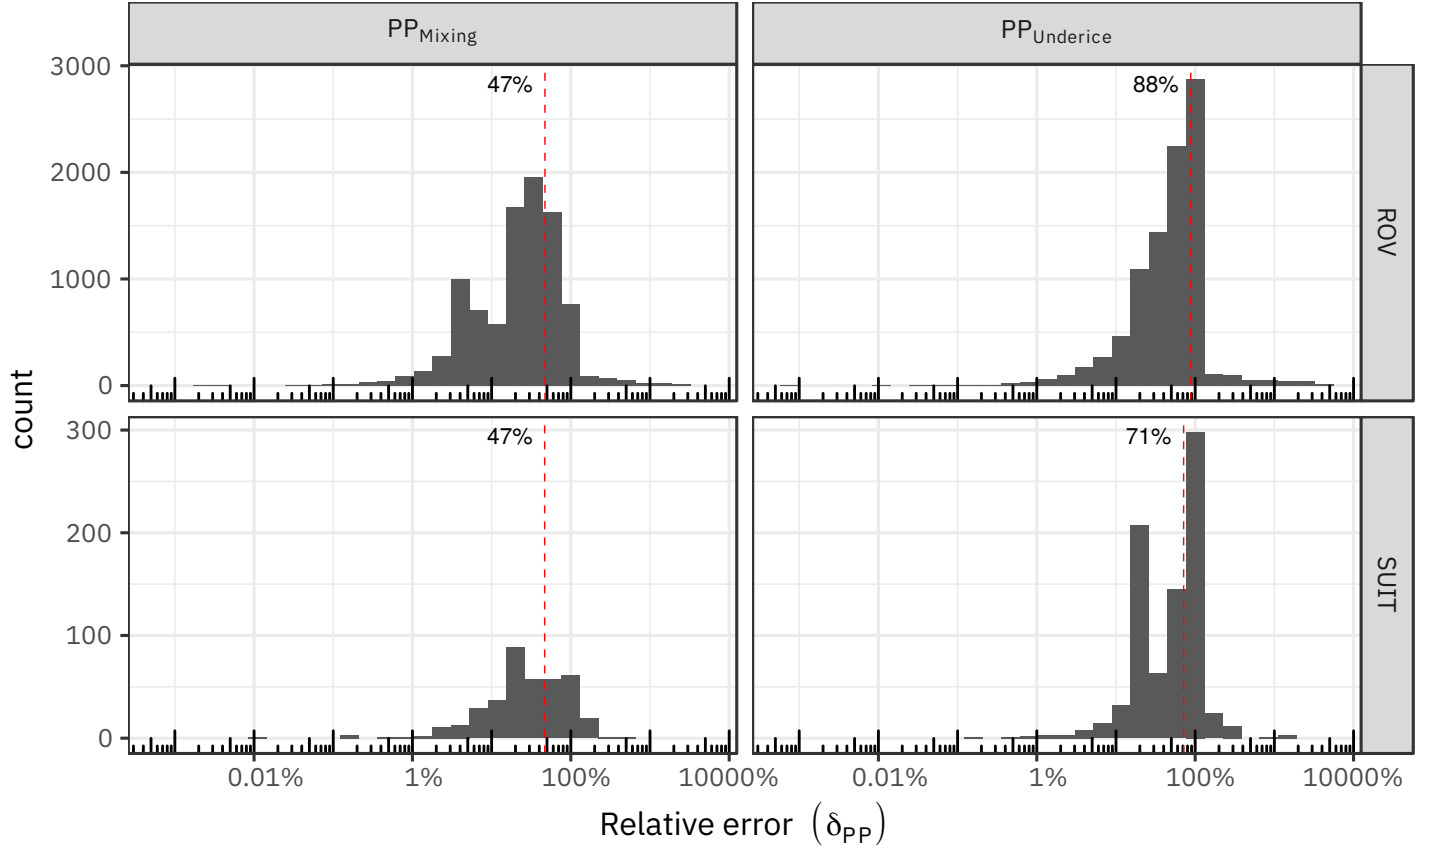 PPMixing
PPUnderice
3000
2000
1000
0
47%
88%
ROV
count
300
200
100
0
47%
71%
SUIT
0.01% 1% 100% 10000%
0.01% 1% 100% 10000%
Relative error (δPP)